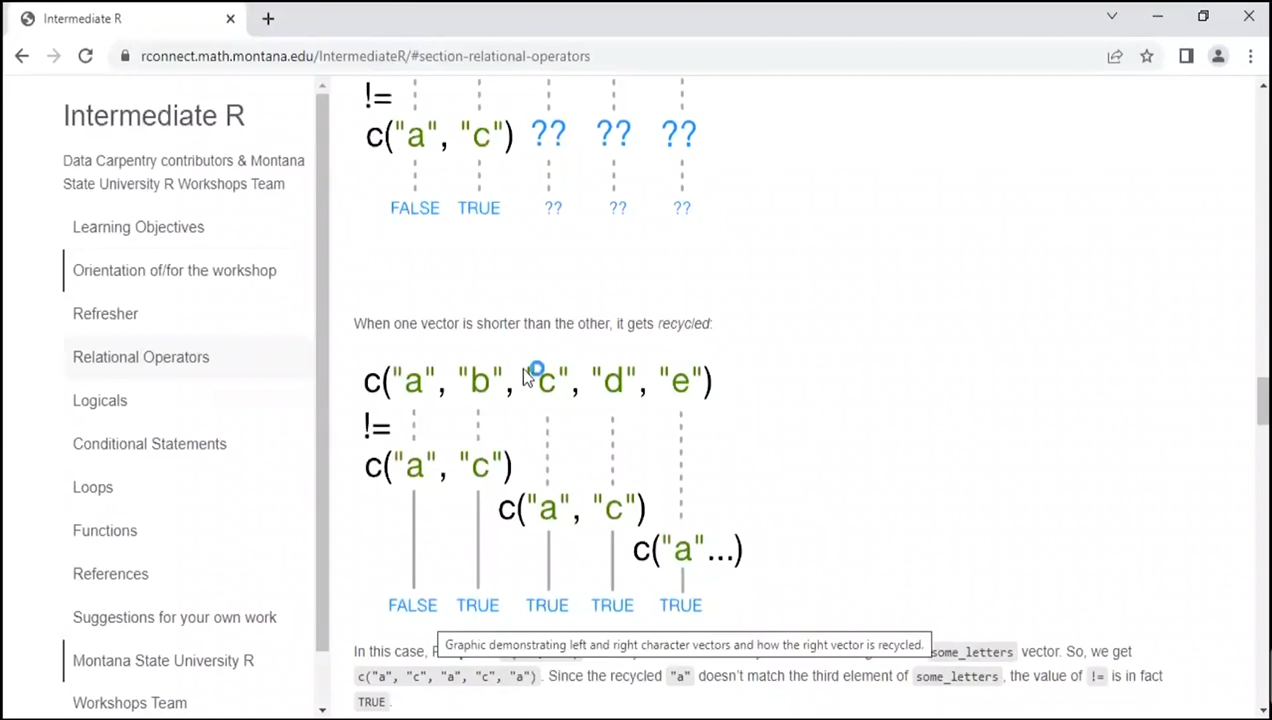 Intermediate R
rconnect.math.montana.edu/IntermediateR/#section-relational-operators
Intermediate R
Data Carpentry contributors & Montana
State University R Workshops Team
Learning Objectives
Orientation of/for the workshop
Refresher
Relational Operators
Logicals
Conditional Statements
Loops
Functions
References
Suggestions for your own work
Montana State University R
Workshops Team
!=
c("a", "c") ?? ?? ??
FALSE TRUE ?? ?? ??
When one vector is shorter than the other, it gets recycled:
c("a", "b", "c", "d", "e")
!=
c("a", "c")
c("a", "c")
c("a"...)
FALSE TRUE TRUE TRUE TRUE
Graphic demonstrating left and right character vectors and how the right vector is recycled.
In this case, some_letters vector. So, we get
c("a", "c", "a", "c", "a"). Since the recycled "a" doesn't match the third element of some_letters, the value of != is in fact
TRUE.